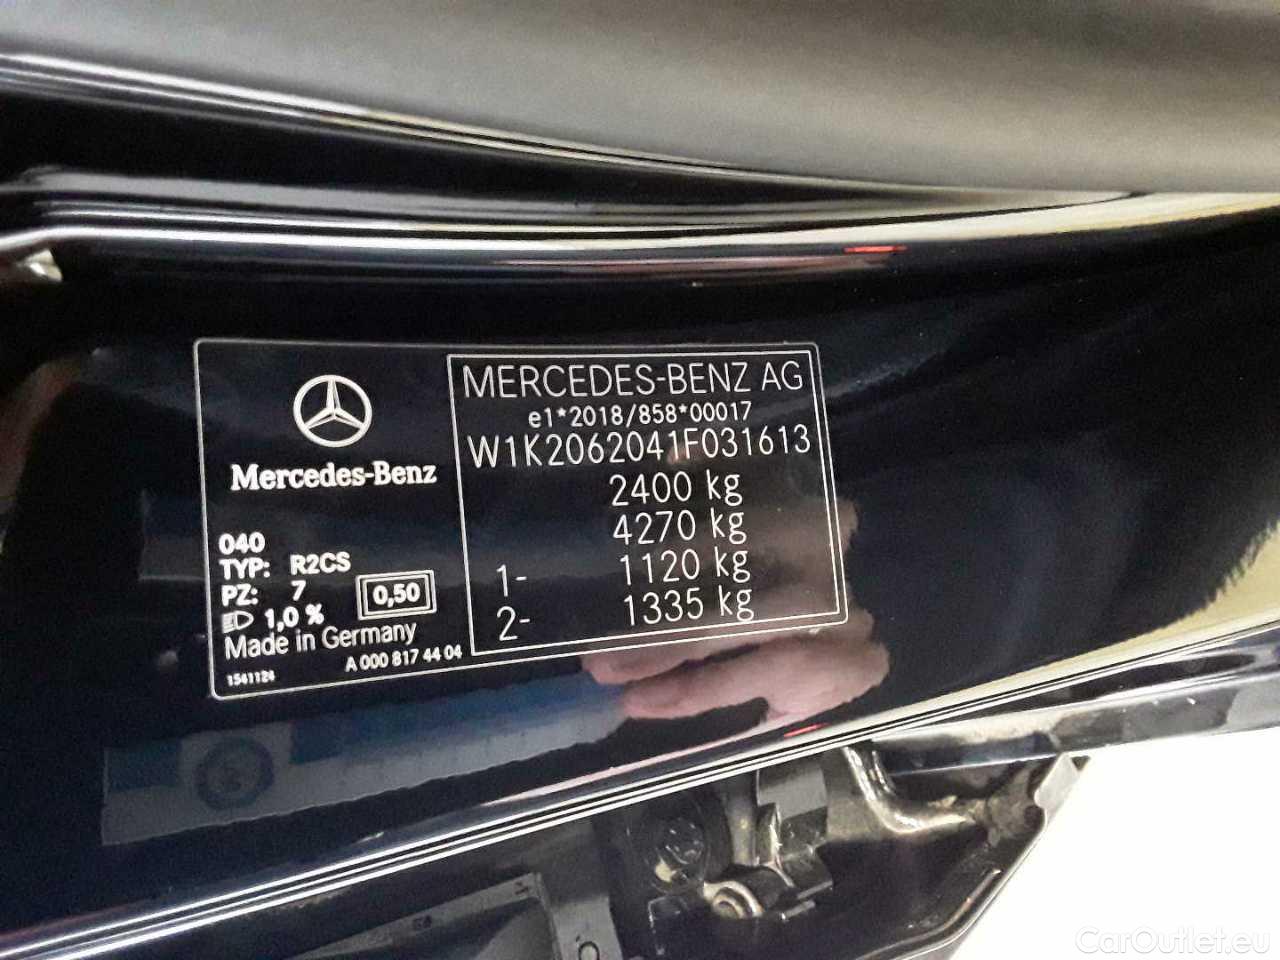 Mercedes-Benz
040
TYP: R2CS
PZ: 7
1,0 %
0,50
Made in Germany
1541124
A 000 817 44 04
MERCEDES-BENZ AG
e1*2018/858*00017
W1K2062041F031613
2400 kg
4270 kg
1- 1120 kg
2- 1335 kg
CarOutlet.eu